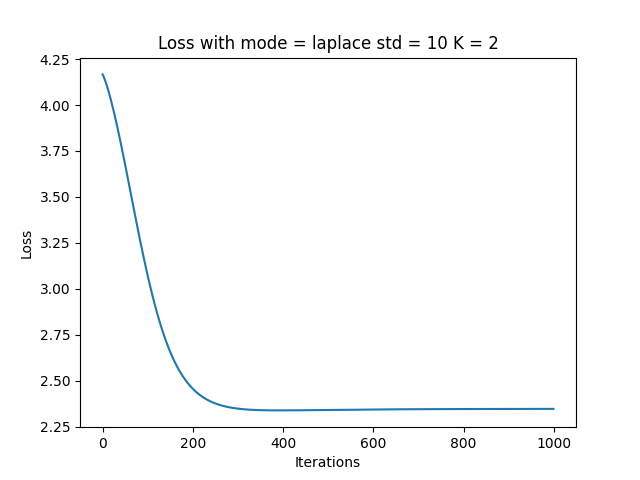 Loss with mode = laplace std = 10 K = 2
4.25
4.00
3.75
3.50
3.25
3.00
2.75
2.50
2.25
Loss
0 200 400 600 800 1000
Iterations